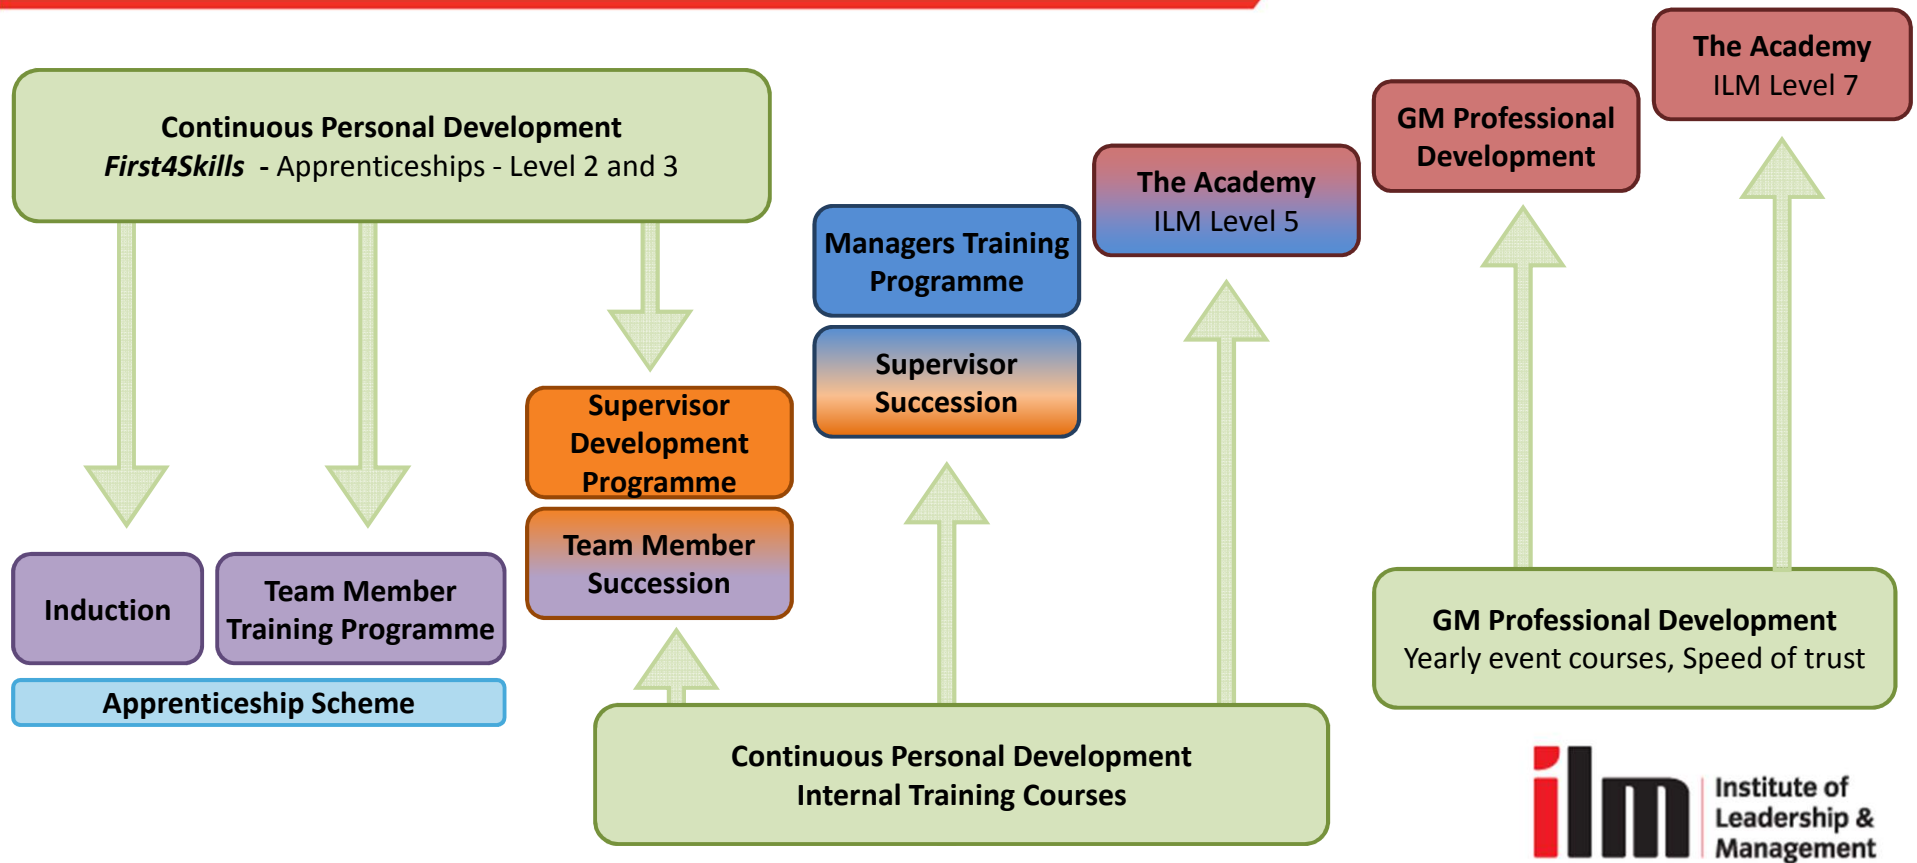 Continuous Personal Development
First4Skills - Apprenticeships - Level 2 and 3
The Academy
ILM Level 7
GM Professional
Development
The Academy
ILM Level 5
Managers Training
Programme
Supervisor
Succession
Supervisor
Development
Programme
Team Member
Succession
Induction
Team Member
Training Programme
Apprenticeship Scheme
GM Professional Development
Yearly event courses, Speed of trust
Continuous Personal Development
Internal Training Courses
ilm
Institute of
Leadership &
Management